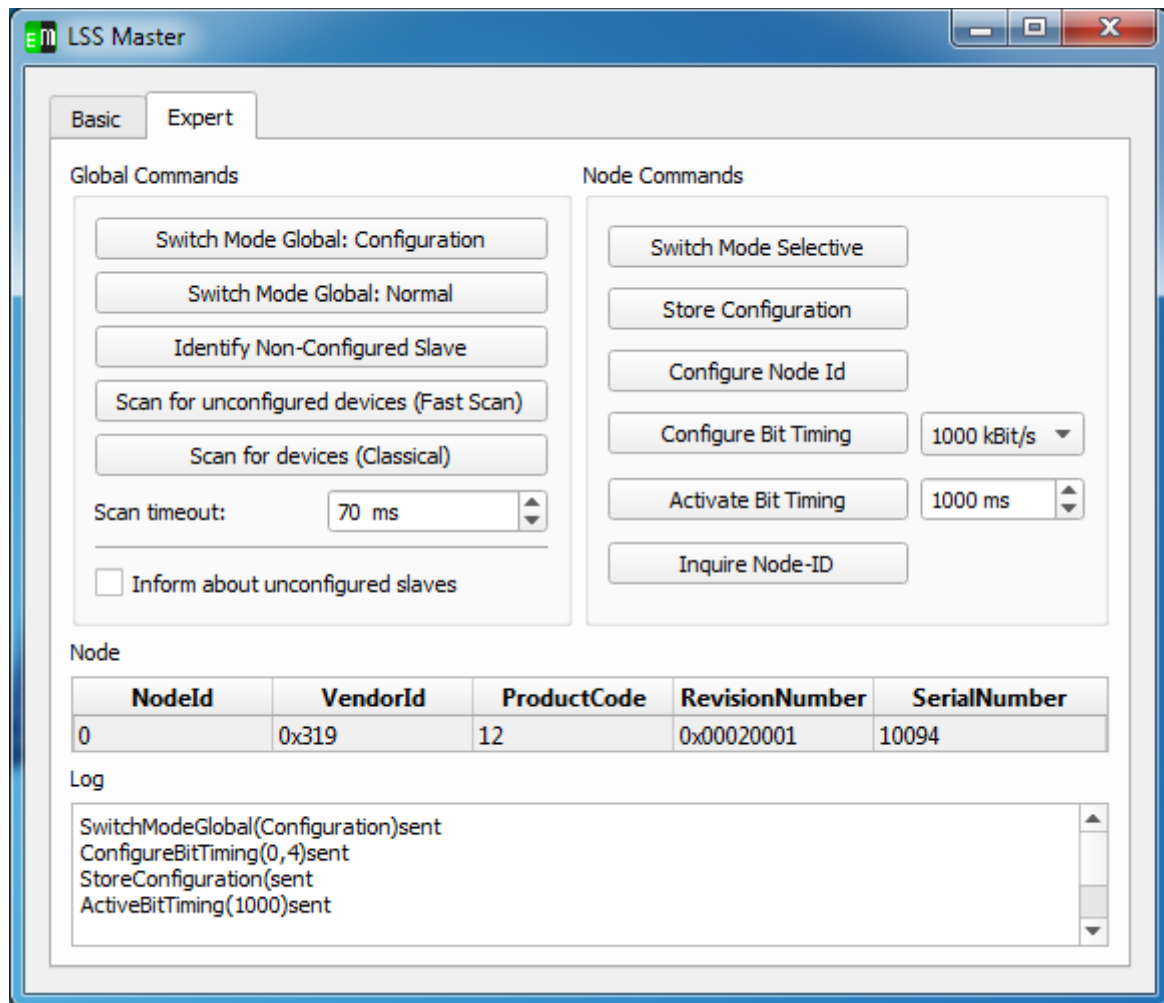 EM LSS Master
Basic
Expert
Global Commands
Switch Mode Global: Configuration
Switch Mode Global: Normal
Identify Non-Configured Slave
Scan for unconfigured devices (Fast Scan)
Scan for devices (Classical)
Scan timeout: 70 ms
Inform about unconfigured slaves
Node Commands
Switch Mode Selective
Store Configuration
Configure Node Id
Configure Bit Timing 1000 kBit/s
Activate Bit Timing 1000 ms
Inquire Node-ID
Node
NodeId VendorId ProductCode RevisionNumber SerialNumber
0 0x319 12 0x00020001 10094
Log
SwitchModeGlobal(Configuration)sent
ConfigureBitTiming(0,4)sent
StoreConfiguration(sent
ActiveBitTiming(1000)sent